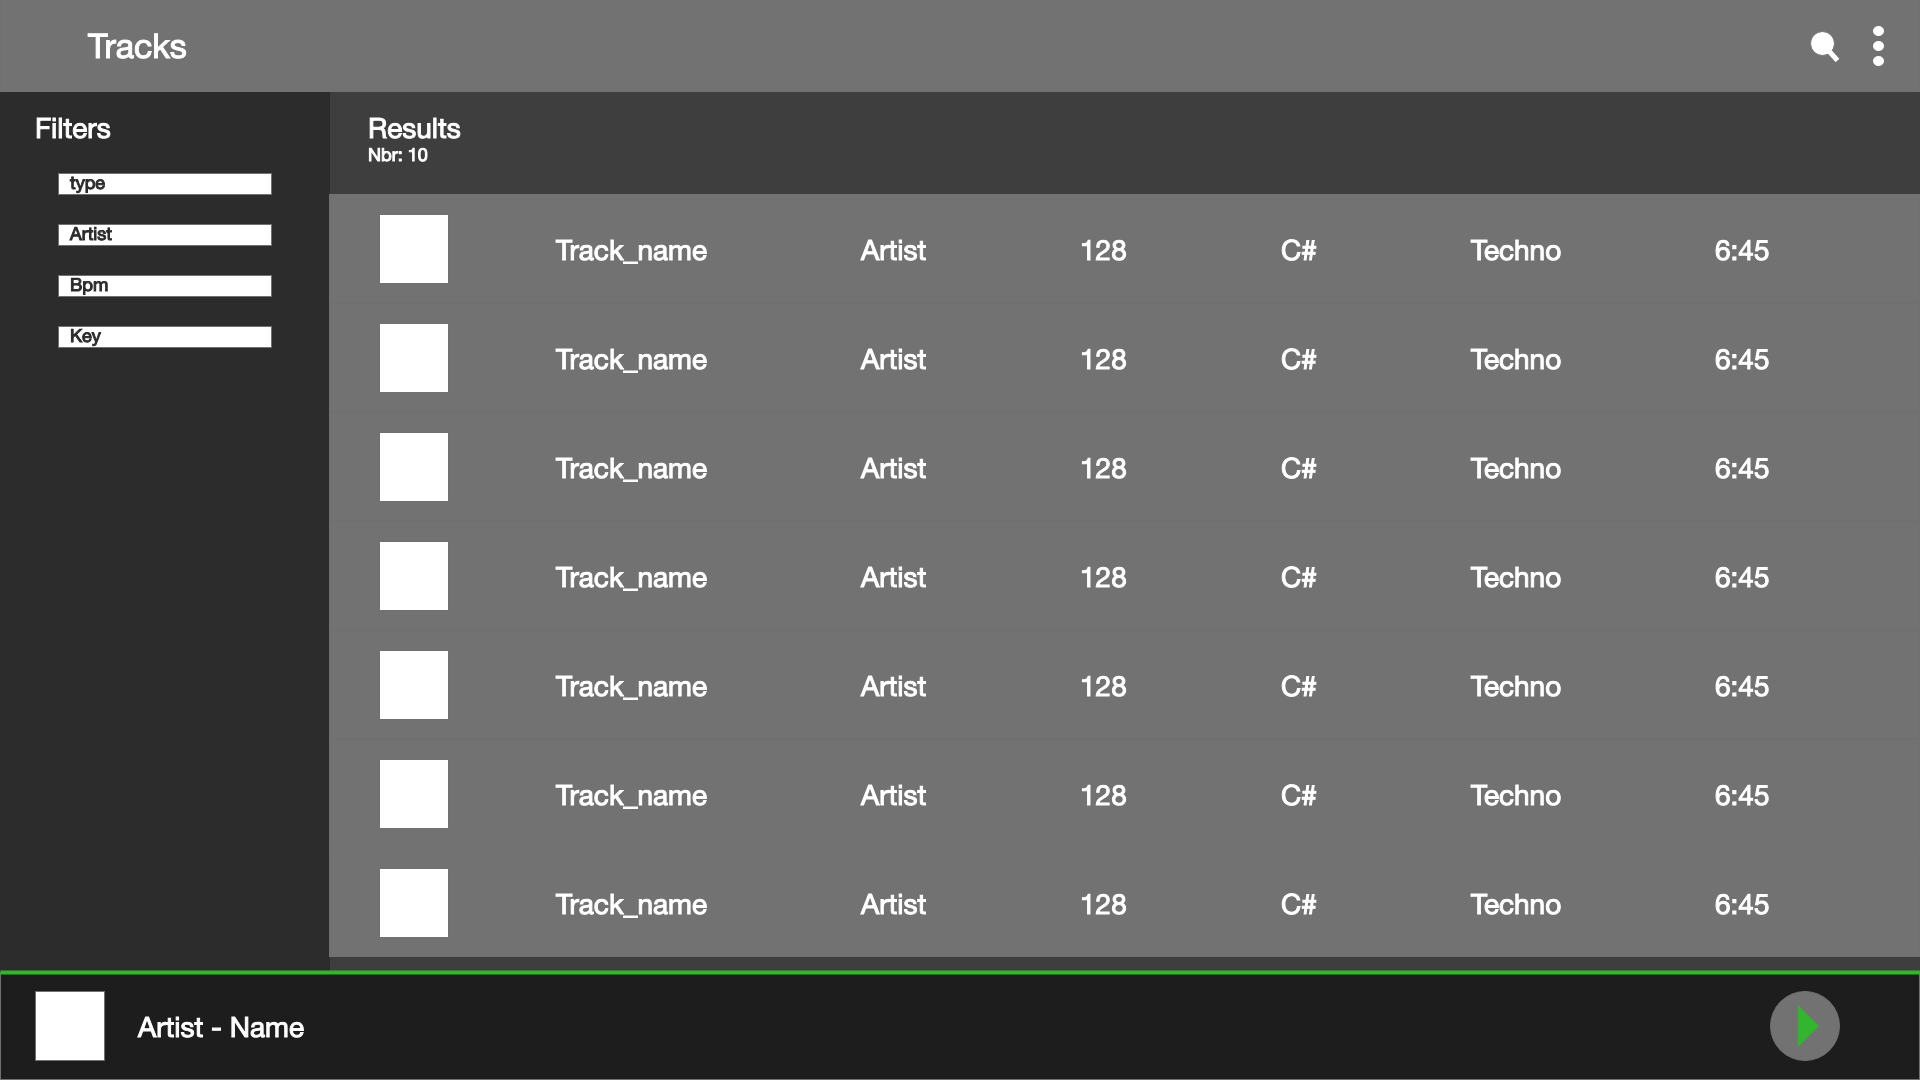 Tracks
Filters
type
Artist
Bpm
Key
Results
Nbr: 10
Track_name Artist 128 C# Techno 6:45
Track_name Artist 128 C# Techno 6:45
Track_name Artist 128 C# Techno 6:45
Track_name Artist 128 C# Techno 6:45
Track_name Artist 128 C# Techno 6:45
Track_name Artist 128 C# Techno 6:45
Track_name Artist 128 C# Techno 6:45
Artist - Name